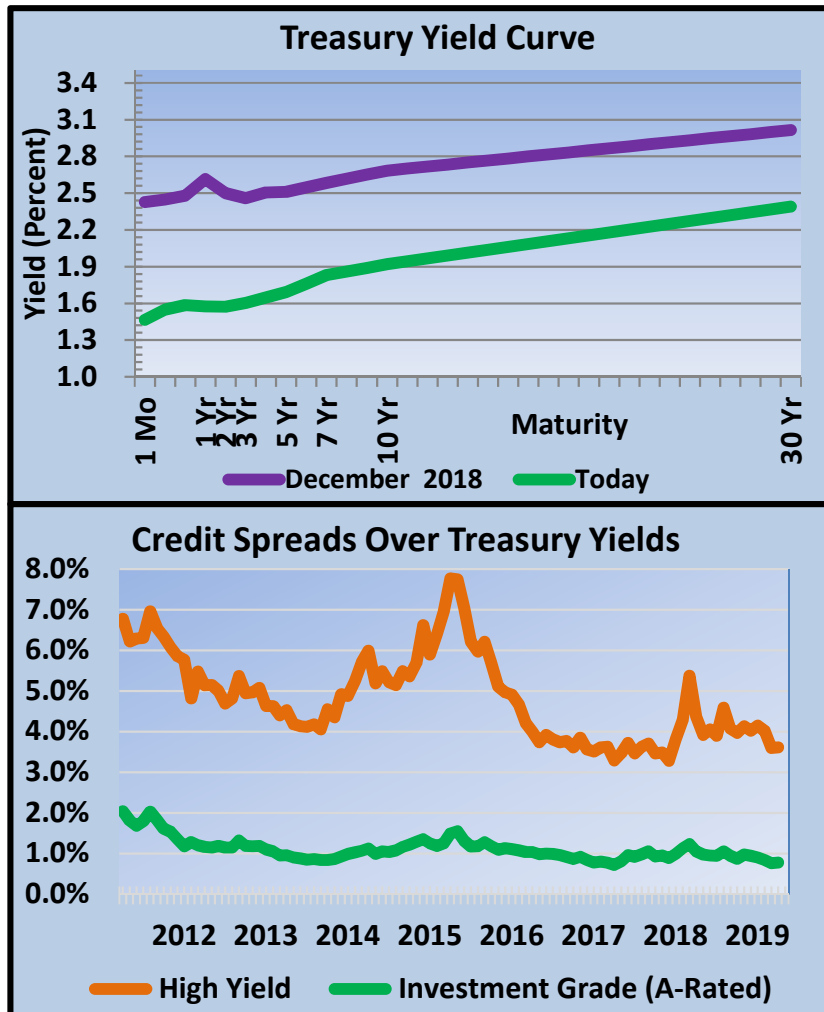 Treasury Yield Curve
Yield (Percent)
3.4
3.1
2.8
2.5
2.2
1.9
1.6
1.3
1.0
1 Mo
1 Yr
2 Yr
3 Yr
5 Yr
7 Yr
10 Yr
30 Yr
Maturity
December 2018 Today
Credit Spreads Over Treasury Yields
8.0%
7.0%
6.0%
5.0%
4.0%
3.0%
2.0%
1.0%
0.0%
2012 2013 2014 2015 2016 2017 2018 2019
High Yield Investment Grade (A-Rated)